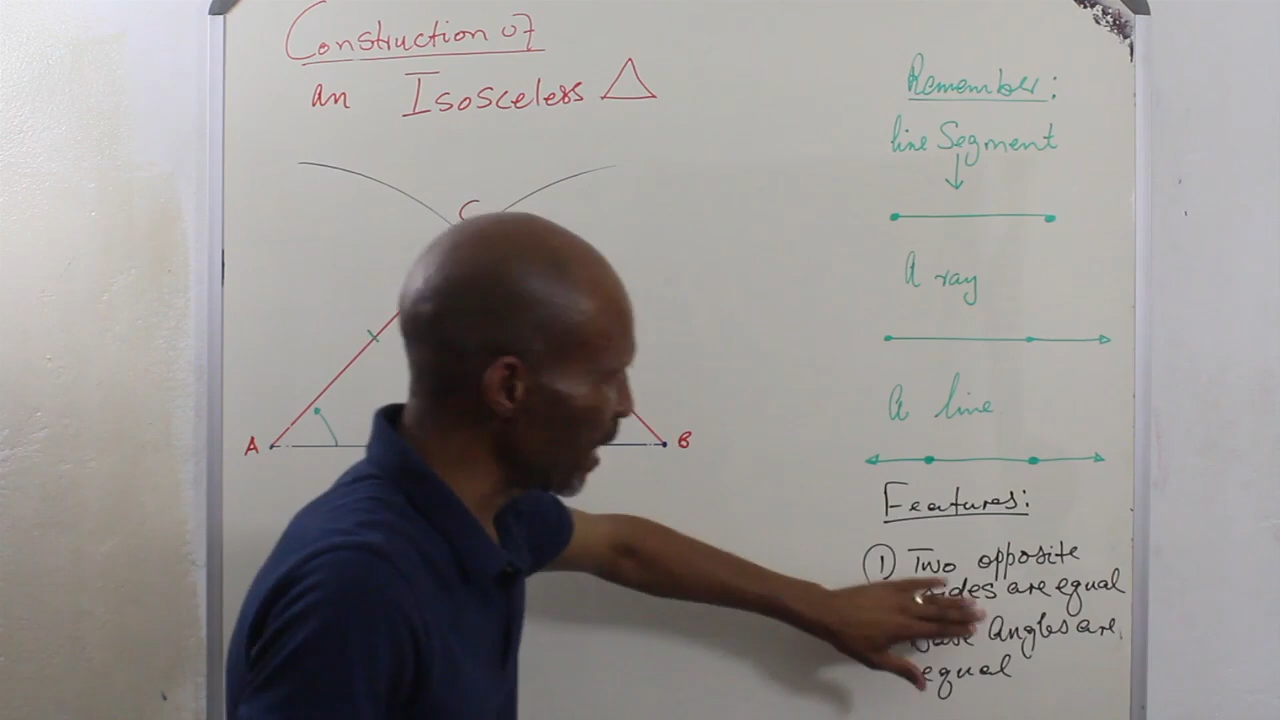 Construction of
an Isosceless △
C
A
B
Remember:
line Segment
A ray
A line
Features:
① Two opposite
sides are equal
Base Angles are
equal